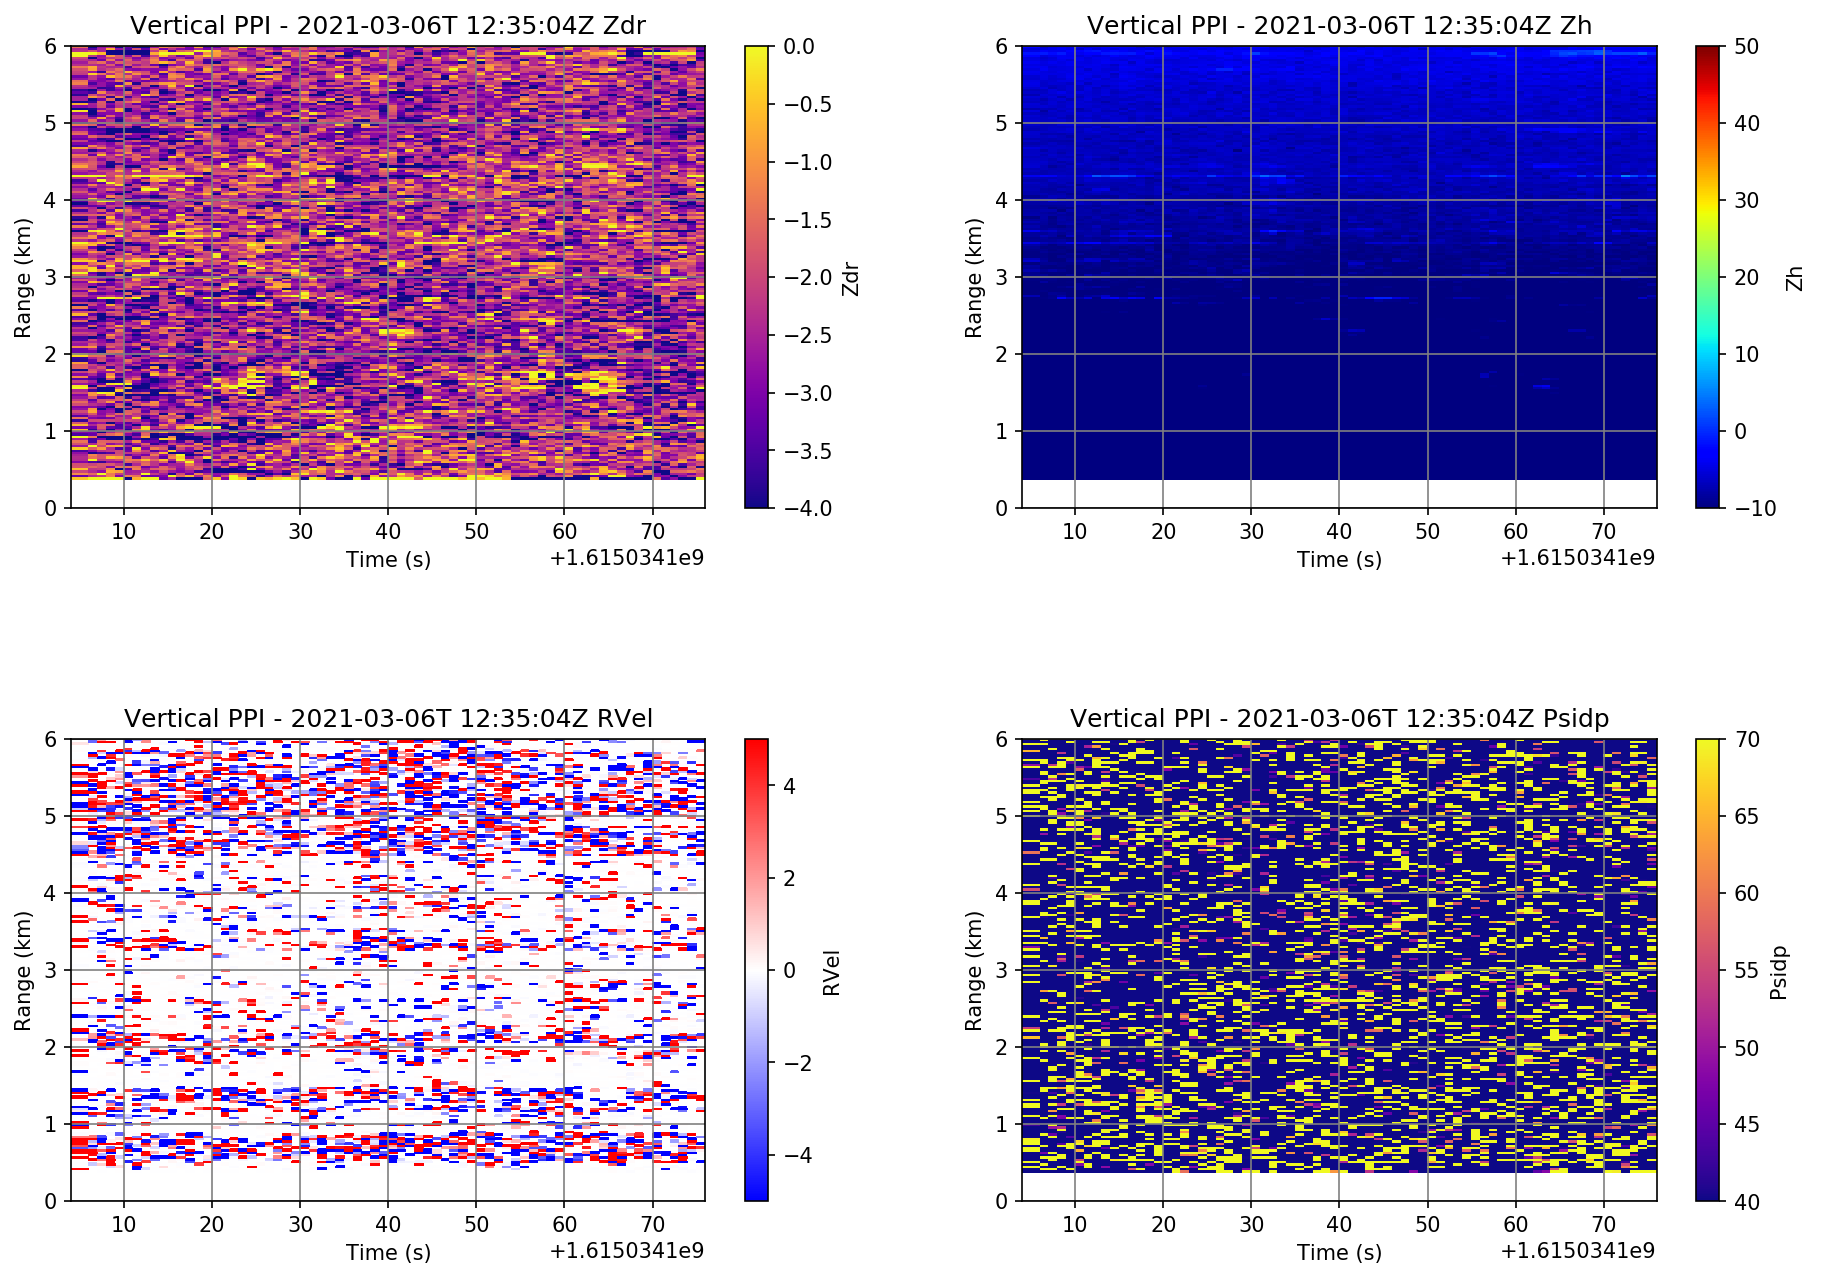 Vertical PPI - 2021-03-06T 12:35:04Z Zdr
6
5
4
3
2
1
0
Range (km)
10 20 30 40 50 60 70
Time (s)
+1.6150341e9
0.0
−0.5
−1.0
−1.5
−2.0
−2.5
−3.0
−3.5
−4.0
Zdr
Vertical PPI - 2021-03-06T 12:35:04Z Zh
6
5
4
3
2
1
0
Range (km)
10 20 30 40 50 60 70
Time (s)
+1.6150341e9
50
40
30
20
10
0
−10
Zh
Vertical PPI - 2021-03-06T 12:35:04Z RVel
6
5
4
3
2
1
0
Range (km)
10 20 30 40 50 60 70
Time (s)
+1.6150341e9
4
2
0
−2
−4
RVel
Vertical PPI - 2021-03-06T 12:35:04Z Psidp
6
5
4
3
2
1
0
Range (km)
10 20 30 40 50 60 70
Time (s)
+1.6150341e9
70
65
60
55
50
45
40
Psidp